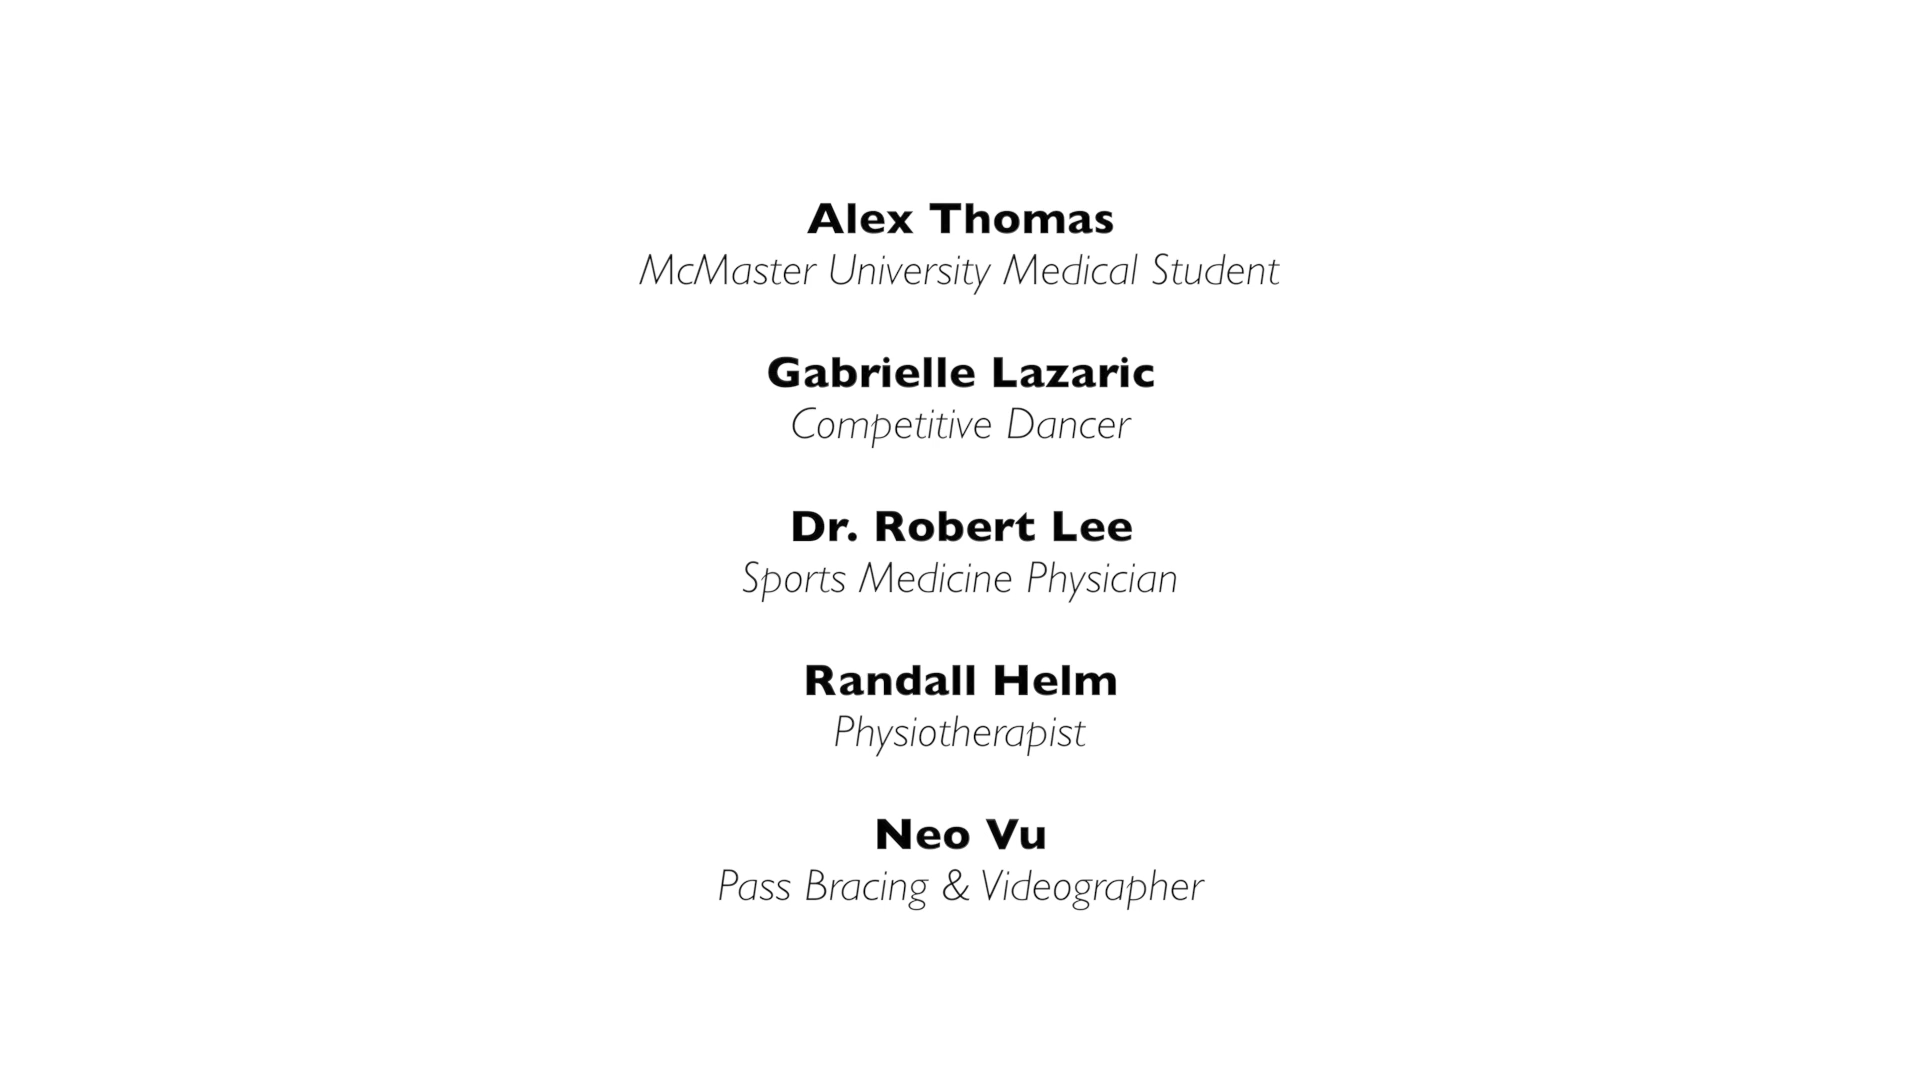 Alex Thomas
McMaster University Medical Student
Gabrielle Lazaric
Competitive Dancer
Dr. Robert Lee
Sports Medicine Physician
Randall Helm
Physiotherapist
Neo Vu
Pass Bracing & Videographer